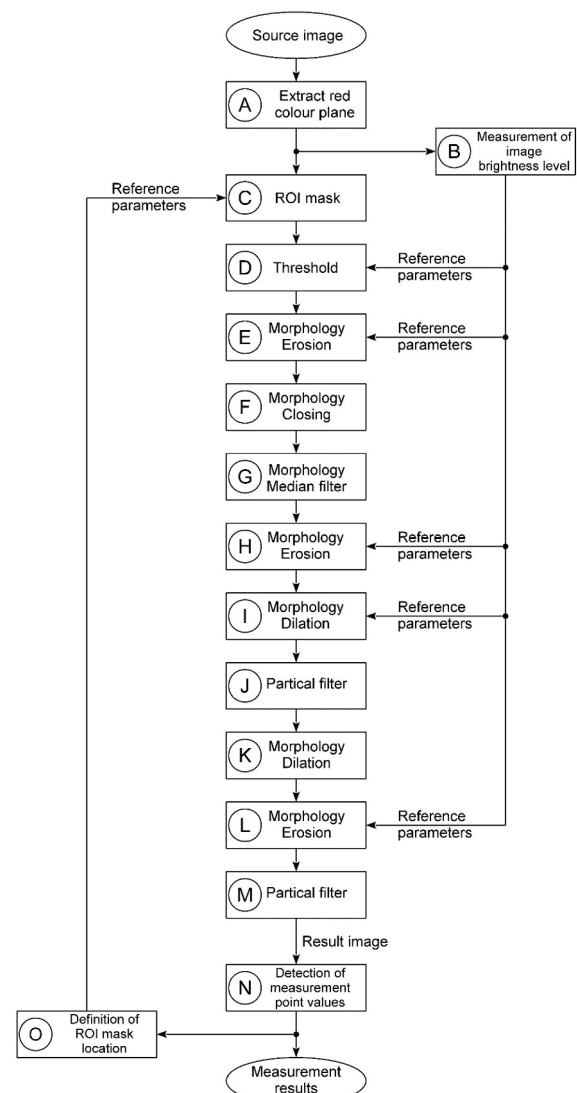 Source image
A
Extract red
colour plane
B
Measurement of
image
brightness level
Reference
parameters
C
ROI mask
D
Threshold
Reference
parameters
E
Morphology
Erosion
Reference
parameters
F
Morphology
Closing
G
Morphology
Median filter
H
Morphology
Erosion
Reference
parameters
I
Morphology
Dilation
Reference
parameters
J
Partical filter
K
Morphology
Dilation
L
Morphology
Erosion
Reference
parameters
M
Partical filter
Result image
N
Detection of
measurement
point values
O
Definition of
ROI mask
location
Measurement
results